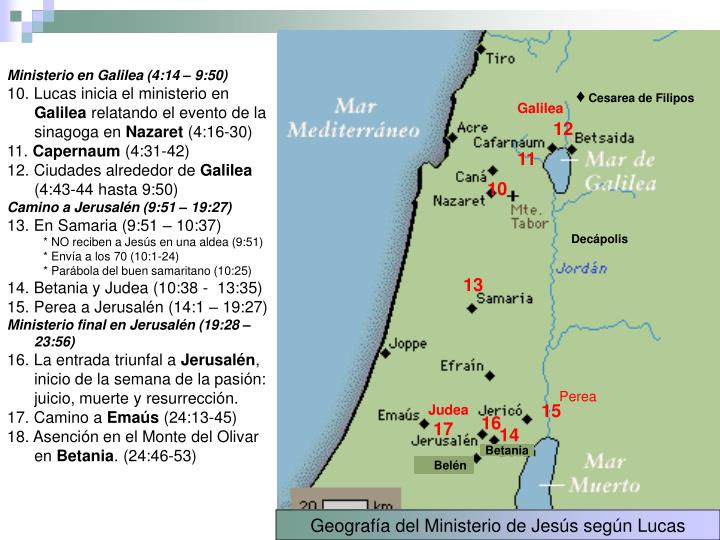 Ministerio en Galilea (4:14 – 9:50)
10. Lucas inicia el ministerio en
Galilea relatando el evento de la
sinagoga en Nazaret (4:16-30)
11. Capernaum (4:31-42)
12. Ciudades alrededor de Galilea
(4:43-44 hasta 9:50)
Camino a Jerusalén (9:51 – 19:27)
13. En Samaria (9:51 – 10:37)
* NO reciben a Jesús en una aldea (9:51)
* Envía a los 70 (10:1-24)
* Parábola del buen samaritano (10:25)
14. Betania y Judea (10:38 - 13:35)
15. Perea a Jerusalén (14:1 – 19:27)
Ministerio final en Jerusalén (19:28 –
23:56)
16. La entrada triunfal a Jerusalén,
inicio de la semana de la pasión:
juicio, muerte y resurrección.
17. Camino a Emaús (24:13-45)
18. Asención en el Monte del Olivar
en Betania. (24:46-53)
Tiro
Mar
Mediterráneo
Cesarea de Filipos
Galilea
12
Acre
Cafarnaum
Betsaida
11
Mar de
Galilea
Caná
10
Nazaret
Mte.
Tabor
Decápolis
Jordán
13
Samaria
Joppe
Efraín
Perea
Emaús
Judea
Jericó
15
17
16
14
Jerusalén
Betania
Belén
Mar
Muerto
20 km
Geografía del Ministerio de Jesús según Lucas